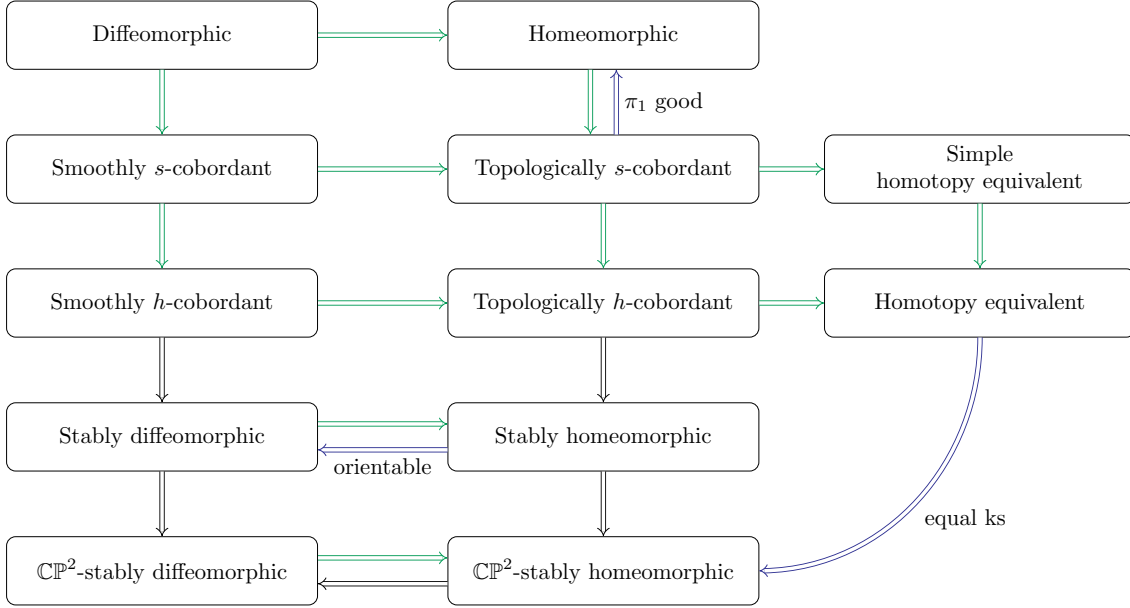 Diffeomorphic
Homeomorphic
π₁ good
Smoothly s-cobordant
Topologically s-cobordant
Simple
homotopy equivalent
Smoothly h-cobordant
Topologically h-cobordant
Homotopy equivalent
Stably diffeomorphic
Stably homeomorphic
orientable
equal ks
ℂℙ²-stably diffeomorphic
ℂℙ²-stably homeomorphic